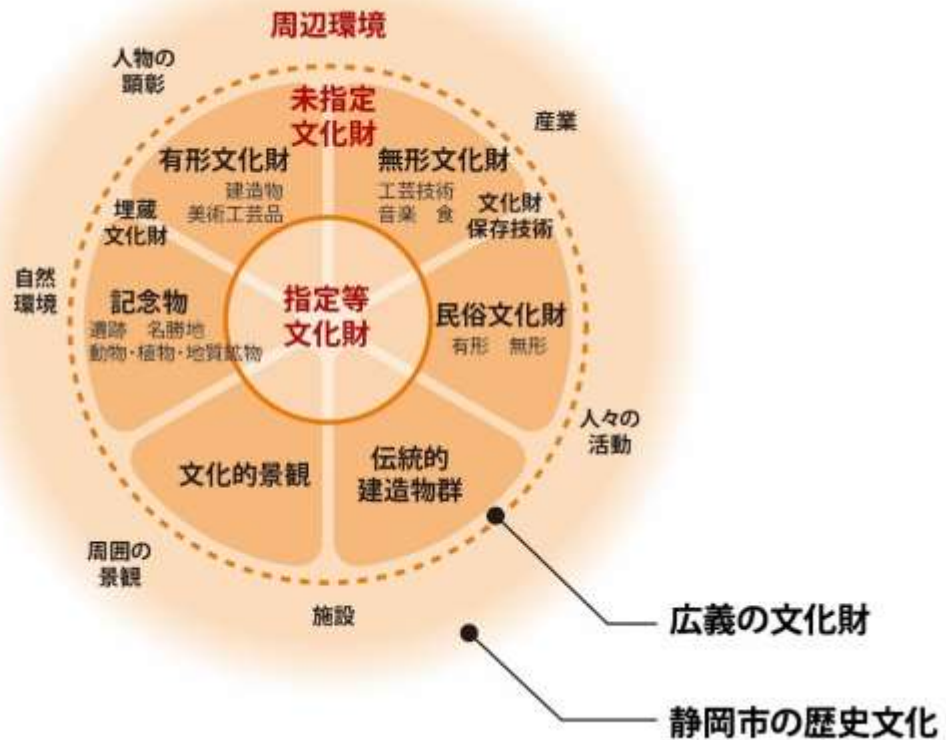 周辺環境
人物の
顕彰
未指定
文化財
産業
有形文化財
建造物
美術工芸品
無形文化財
工芸技術
音楽　食
文化財
保存技術
埋蔵
文化財
自然
環境
記念物
遺跡　名勝地
動物・植物・地質鉱物
指定等
文化財
民俗文化財
有形　無形
人々の
活動
文化的景観
伝統的
建造物群
周囲の
景観
施設
広義の文化財
静岡市の歴史文化